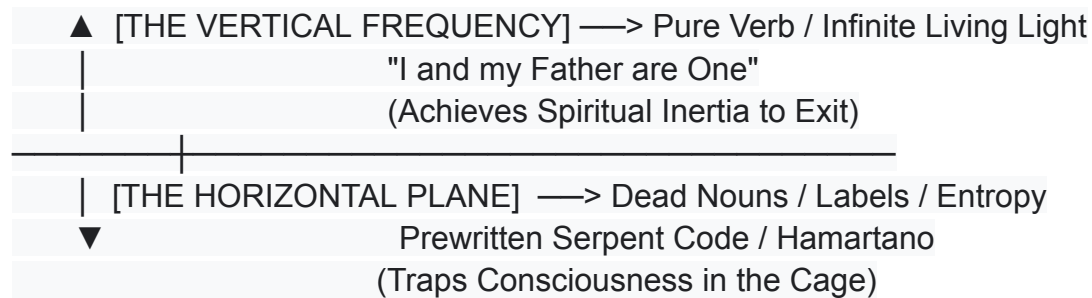 ▲ [THE VERTICAL FREQUENCY] ──> Pure Verb / Infinite Living Light
│ "I and my Father are One"
│ (Achieves Spiritual Inertia to Exit)
────────┼────────────────────────────────
│ [THE HORIZONTAL PLANE] ──> Dead Nouns / Labels / Entropy
▼ Prewritten Serpent Code / Hamartano
(Traps Consciousness in the Cage)